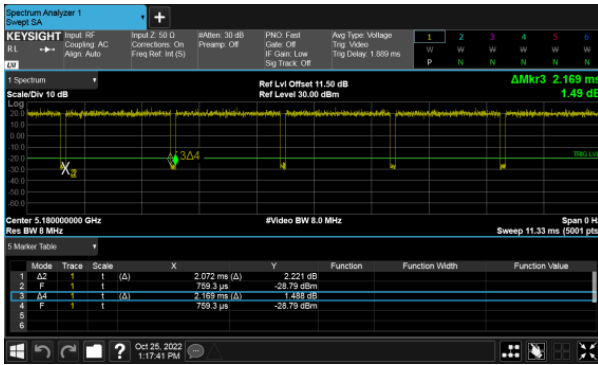 Spectrum Analyzer 1
Swept SA
KEYSIGHT Input: RF Input Z: 50 Ω #Atten: 30 dB PNO: Fast Avg Type: Voltage 1 2 3 4 5 6
RL Coupling: AC Corrections: On Preamp: Off Gate: Off Trig: Video W W W W W W
Align: Auto Freq Ref: Int (S) IF Gain: Low Trig Delay: 1.889 ms P N N N N N
LXI Sig Track: Off
1 Spectrum Ref Lvl Offset 11.50 dB ΔMkr3 2.169 ms
Scale/Div 10 dB Ref Level 30.00 dBm 1.49 dB
Log
20.0
10.0
0.00
-10.0
-20.0 3Δ4 TRIG LVL
-30.0 X
-40.0
-50.0
-60.0
Center 5.180000000 GHz #Video BW 8.0 MHz Span 0 Hz
Res BW 8 MHz Sweep 11.33 ms (5001 pts)
5 Marker Table
Mode Trace Scale X Y Function Function Width Function Value
1 Δ2 1 t (Δ) 2.072 ms (Δ) 2.221 dB
2 F 1 t 759.3 µs -28.79 dBm
3 Δ4 1 t (Δ) 2.169 ms (Δ) 1.488 dB
4 F 1 t 759.3 µs -28.79 dBm
5
6
? Oct 25, 2022
1:17:41 PM